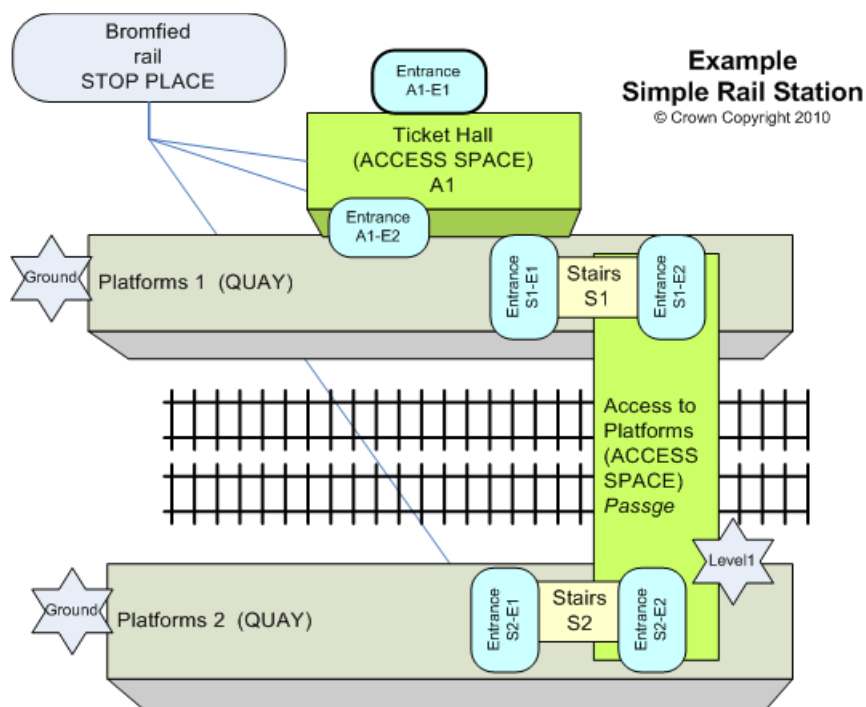 Bromfied
rail
STOP PLACE
Entrance
A1-E1
Example
Simple Rail Station
© Crown Copyright 2010
Ticket Hall
(ACCESS SPACE)
A1
Entrance
A1-E2
Ground
Platforms 1 (QUAY)
Entrance
S1-E1
Stairs
S1
Entrance
S1-E2
Access to
Platforms
(ACCESS
SPACE)
Passge
Level1
Ground
Platforms 2 (QUAY)
Entrance
S2-E1
Stairs
S2
Entrance
S2-E2